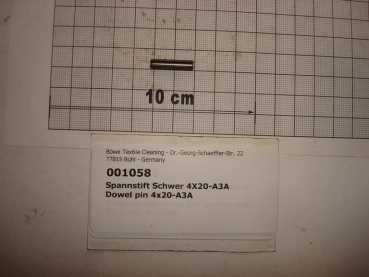 10 cm
Böwe Textile Cleaning - Dr.-Georg-Schaeffler-Str. 22
77815 Bühl - Germany
001058
Spannstift Schwer 4X20-A3A
Dowel pin 4x20-A3A